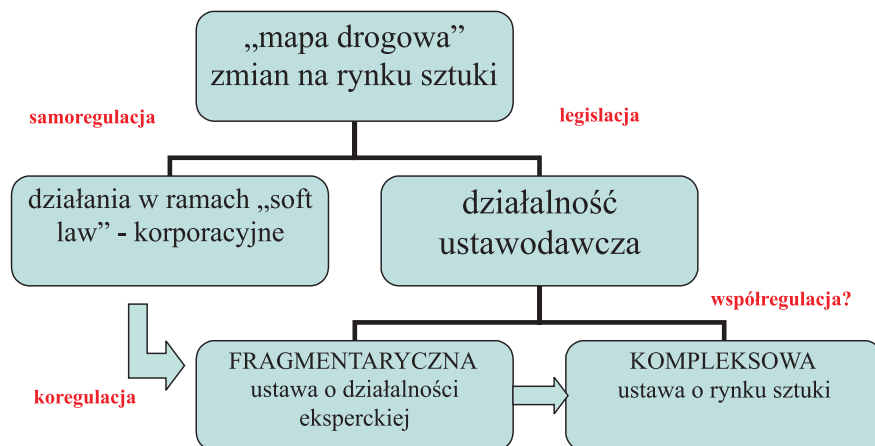 „mapa drogowa”
zmian na rynku sztuki
samoregulacja
legislacja
działania w ramach „soft
law” - korporacyjne
działalność
ustawodawcza
współregulacja?
koregulacja
FRAGMENTARYCZNA
ustawa o działalności
eksperckiej
KOMPLEKSOWA
ustawa o rynku sztuki